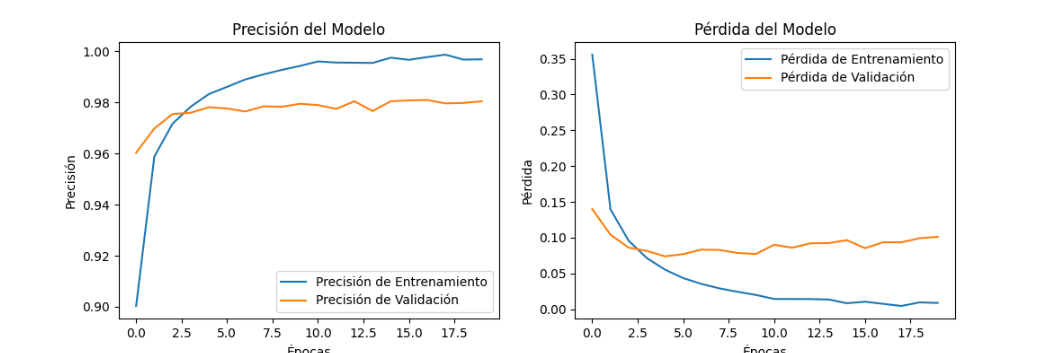 Precisión del Modelo
1.00
0.98
0.96
0.94
0.92
0.90
Precisión
0.0 2.5 5.0 7.5 10.0 12.5 15.0 17.5
Épocas
Precisión de Entrenamiento
Precisión de Validación
Pérdida del Modelo
0.35
0.30
0.25
0.20
0.15
0.10
0.05
0.00
Pérdida
0.0 2.5 5.0 7.5 10.0 12.5 15.0 17.5
Épocas
Pérdida de Entrenamiento
Pérdida de Validación